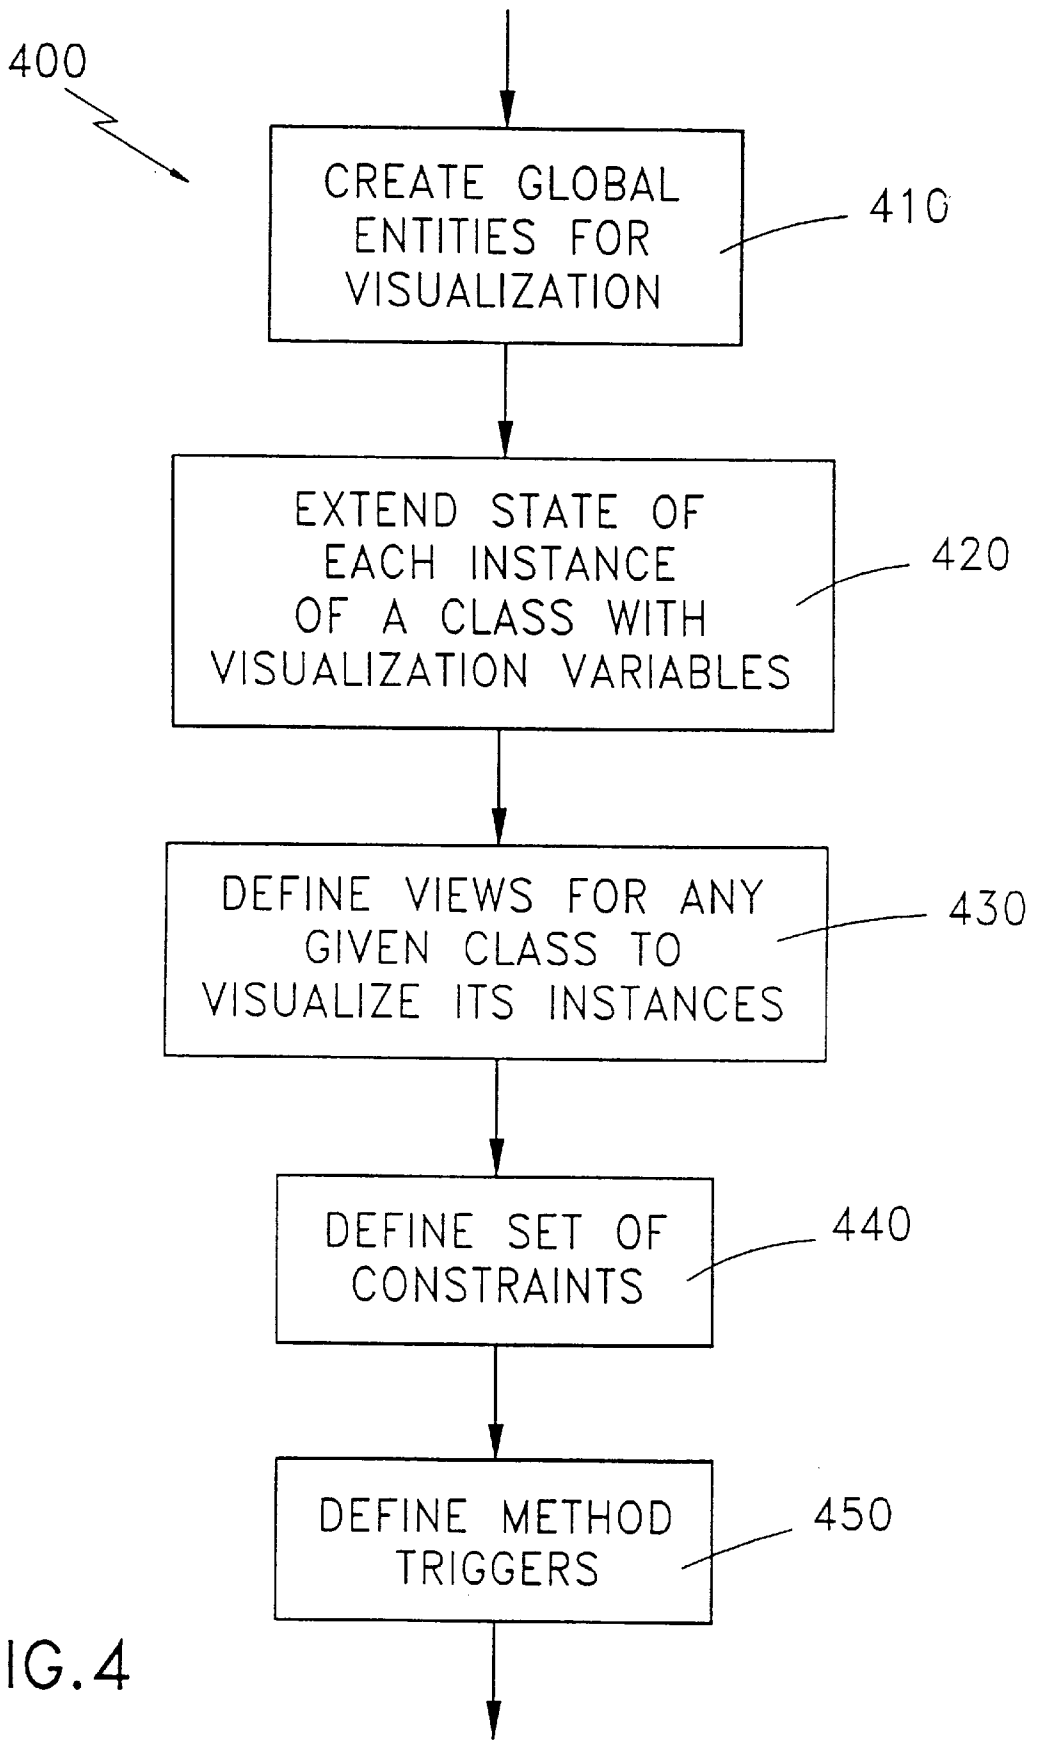 400
CREATE GLOBAL
ENTITIES FOR
VISUALIZATION
410
EXTEND STATE OF
EACH INSTANCE
OF A CLASS WITH
VISUALIZATION VARIABLES
420
DEFINE VIEWS FOR ANY
GIVEN CLASS TO
VISUALIZE ITS INSTANCES
430
DEFINE SET OF
CONSTRAINTS
440
DEFINE METHOD
TRIGGERS
450
IG.4